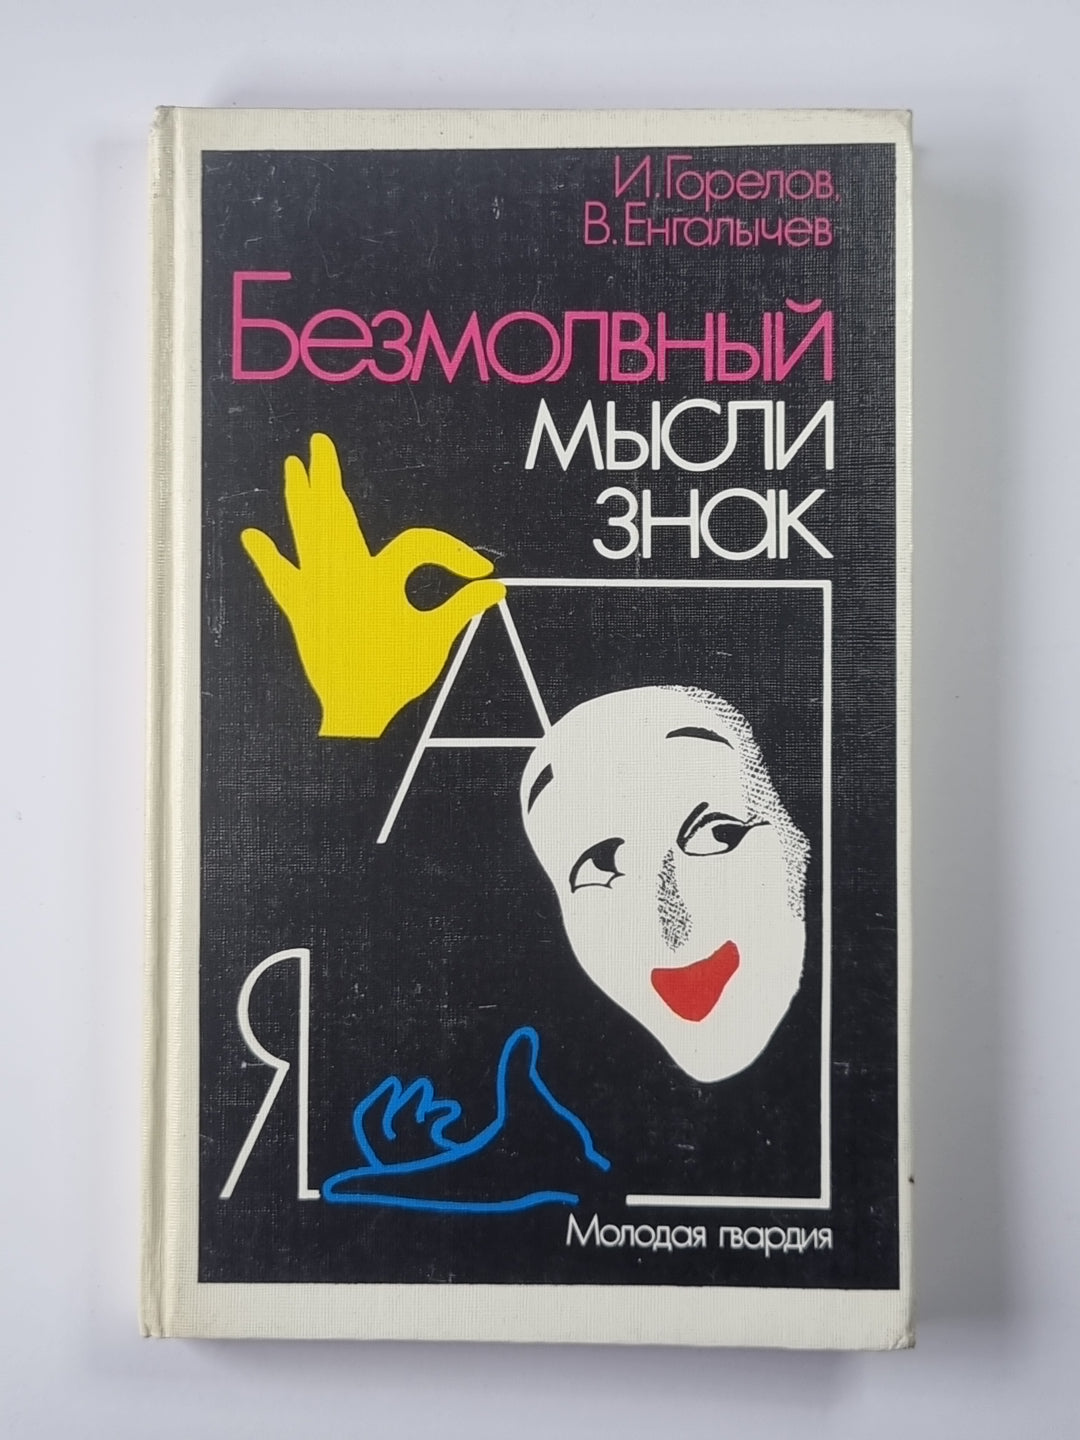 И. Горелов,
В. Енгалычев
Безмолвный
мысли
знак
А
Я
Молодая гвардия